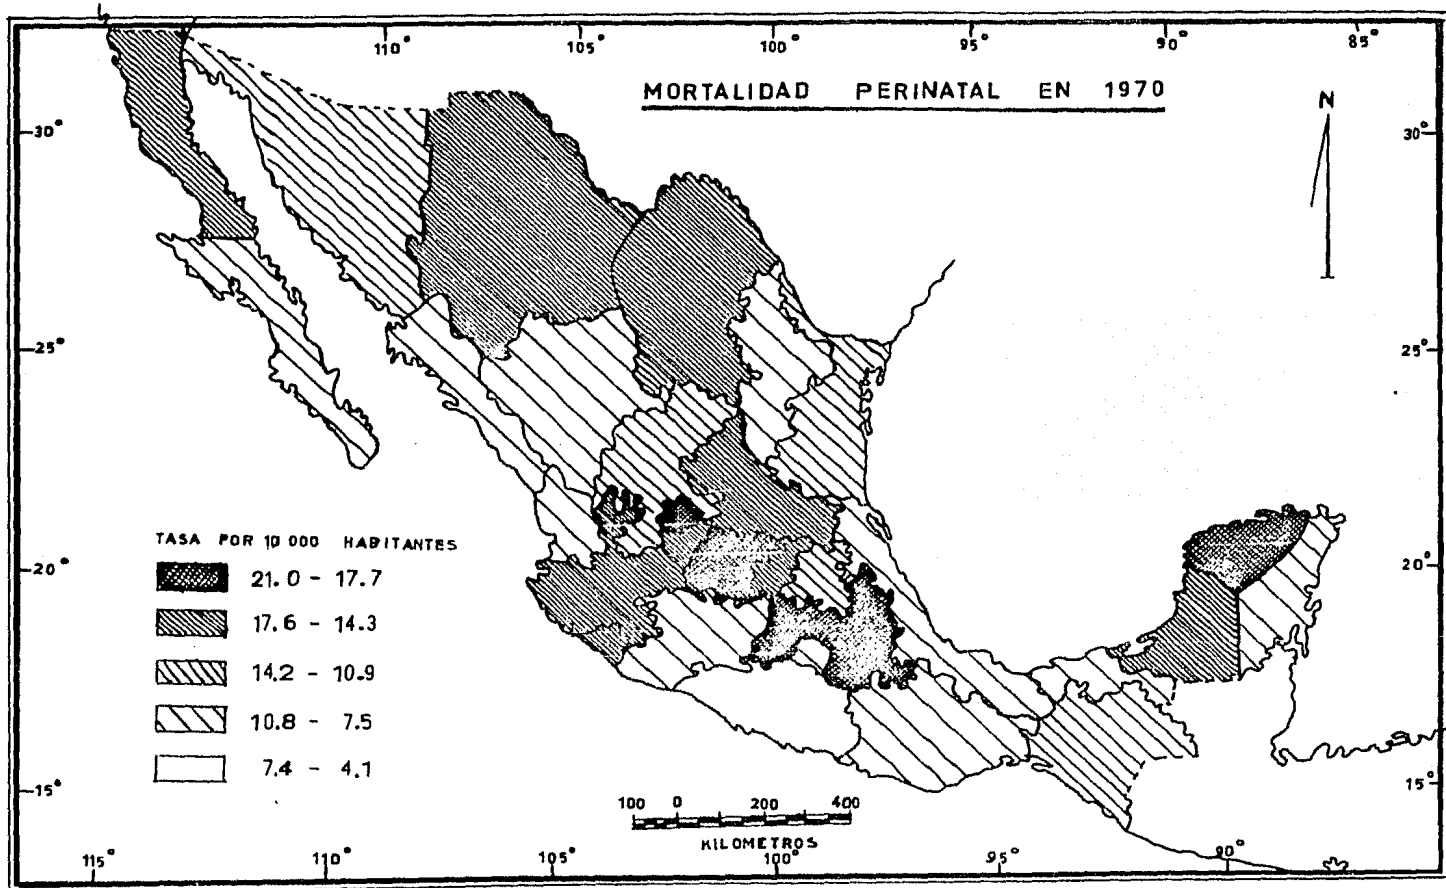 110° 105° 100° 95° 90° 85°
MORTALIDAD PERINATAL EN 1970
N
30° 30°
25° 25°
TASA POR 10 000 HABITANTES
21.0 - 17.7
20° 20°
17.6 - 14.3
14.2 - 10.9
10.8 - 7.5
7.4 - 4.1
15° 15°
100 0 200 400
KILOMETROS
115° 110° 105° 100° 95° 90°